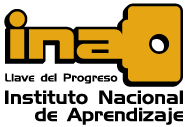 ina
Llave del Progreso
Instituto Nacional
de Aprendizaje